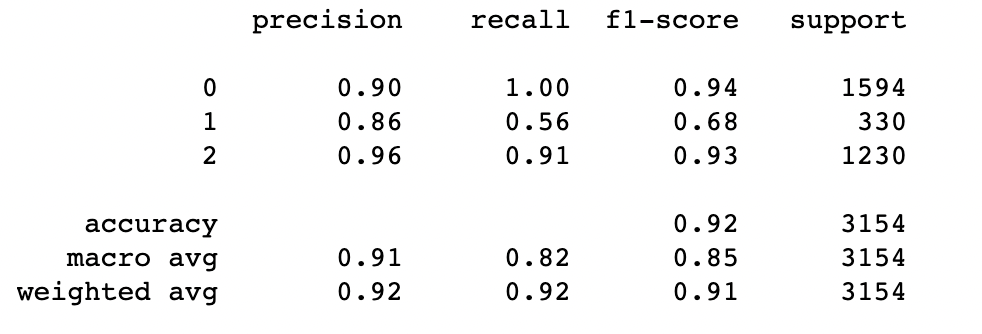 precision recall f1-score support
0 0.90 1.00 0.94 1594
1 0.86 0.56 0.68 330
2 0.96 0.91 0.93 1230
accuracy 0.92 3154
macro avg 0.91 0.82 0.85 3154
weighted avg 0.92 0.92 0.91 3154